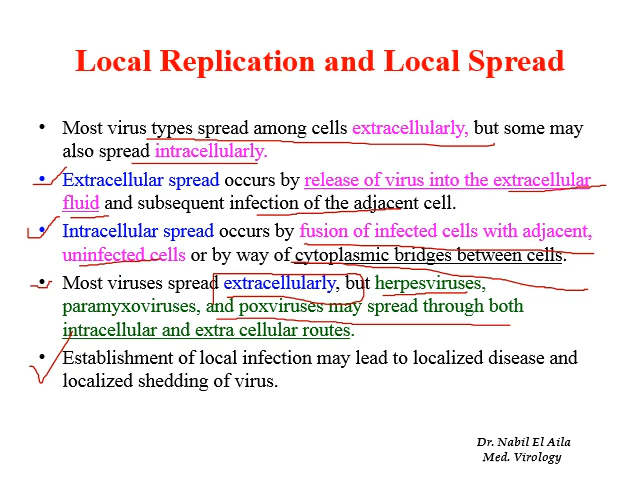 Local Replication and Local Spread
• Most virus types spread among cells extracellularly, but some may
also spread intracellularly.
• Extracellular spread occurs by release of virus into the extracellular
fluid and subsequent infection of the adjacent cell.
• Intracellular spread occurs by fusion of infected cells with adjacent,
uninfected cells or by way of cytoplasmic bridges between cells.
• Most viruses spread extracellularly, but herpesviruses,
paramyxoviruses, and poxviruses may spread through both
intracellular and extra cellular routes.
• Establishment of local infection may lead to localized disease and
localized shedding of virus.
Dr. Nabil El Aila
Med. Virology